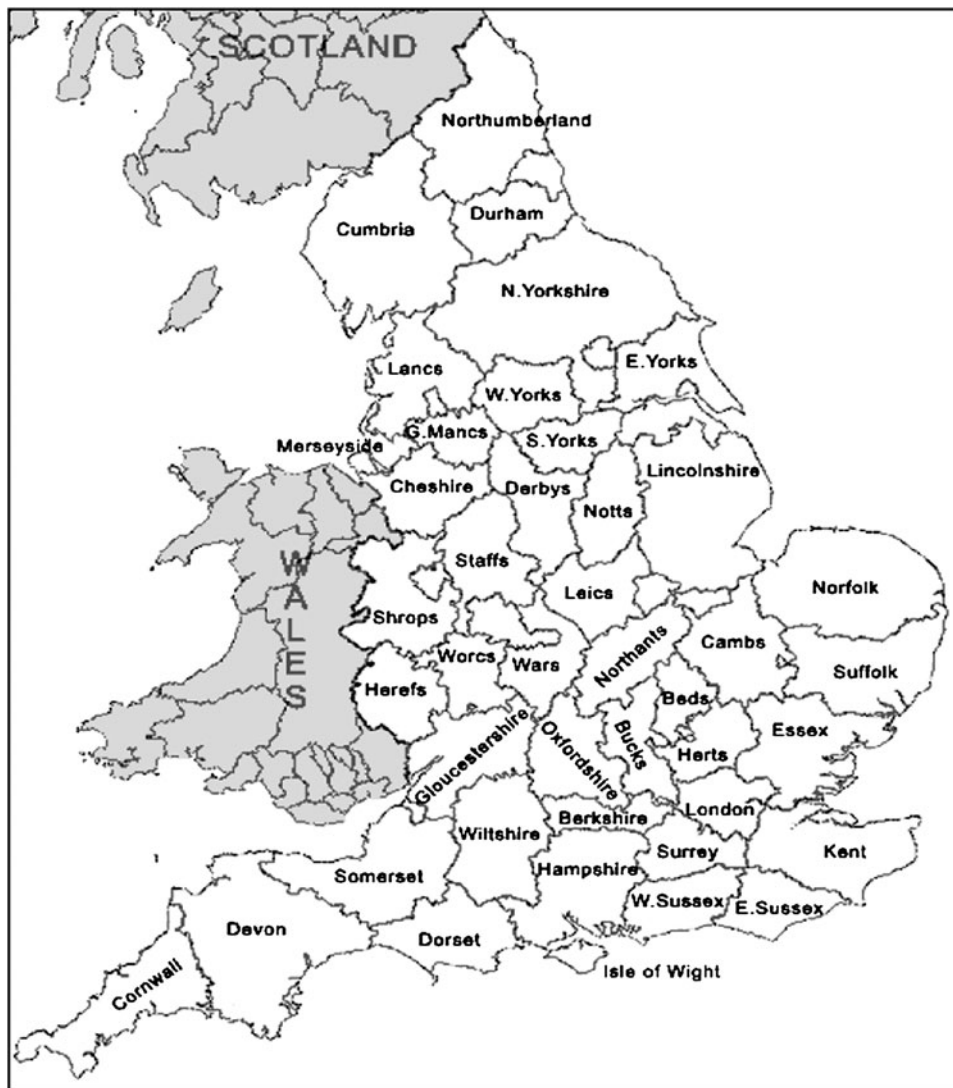 SCOTLAND
Northumberland
Durham
Cumbria
N.Yorkshire
E.Yorks
Lancs
W.Yorks
G.Mancs
S.Yorks
Merseyside
Lincolnshire
Cheshire
Derbys
Notts
WALES
Staffs
Leics
Norfolk
Shrops
Northants
Cambs
Worcs
Wars
Suffolk
Herefs
Beds
Essex
Gloucestershire
Oxfordshire
Bucks
Herts
London
Berkshire
Wiltshire
Surrey
Kent
Hampshire
Somerset
W.Sussex
E.Sussex
Devon
Dorset
Isle of Wight
Cornwall